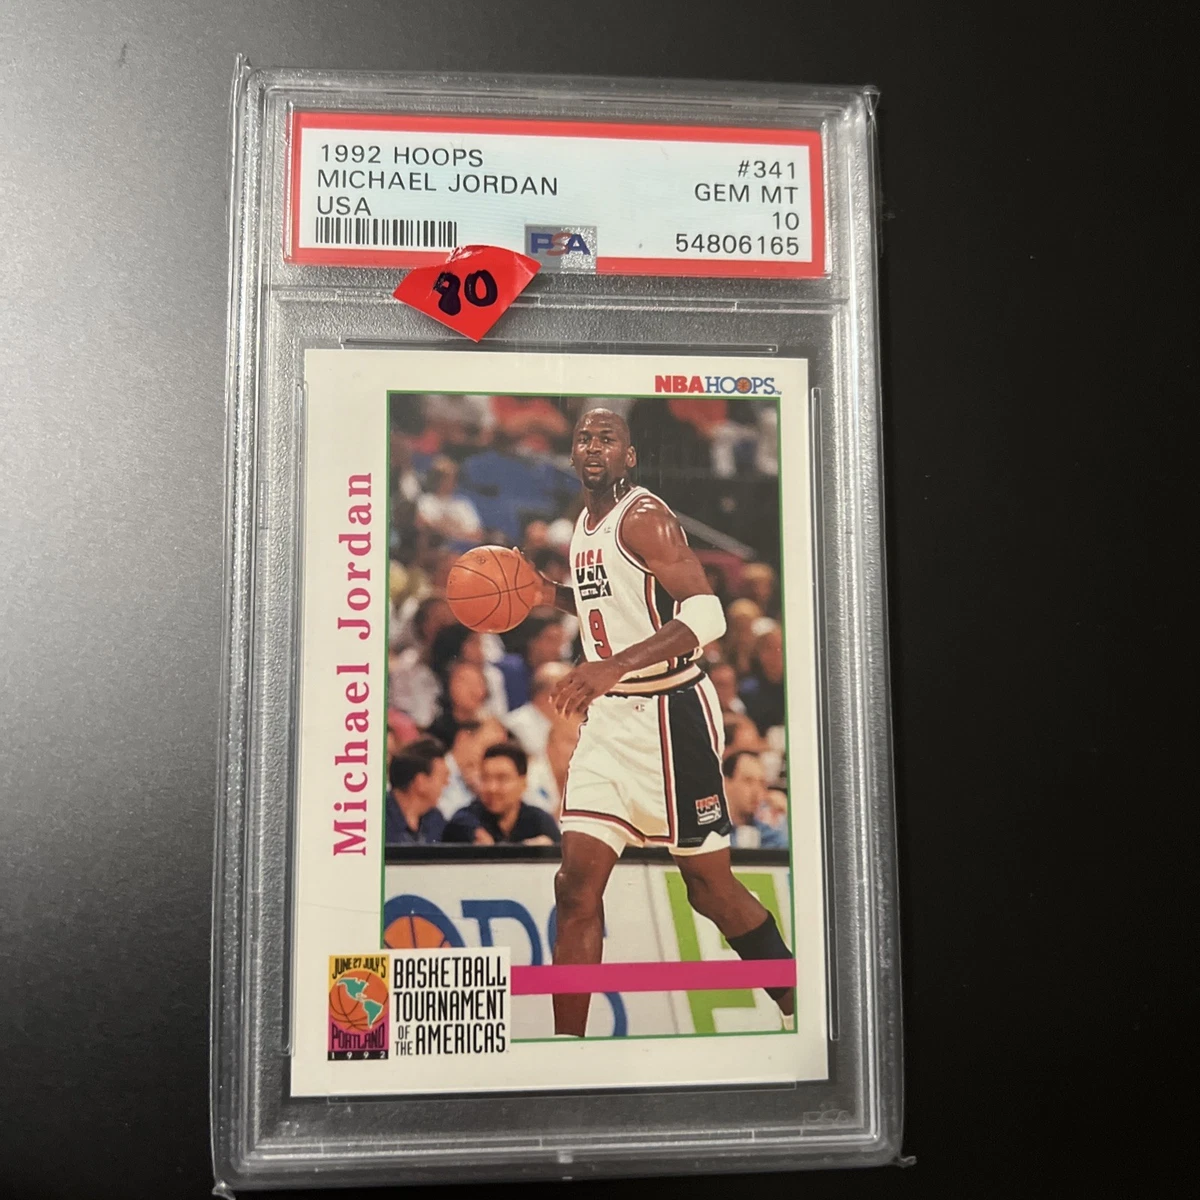 1992 HOOPS #341
MICHAEL JORDAN GEM MT
USA 10
PSA 54806165
80
NBA HOOPS
Michael Jordan
USA
9
USA
JUNE 27 JULY 5
PORTLAND
1992
BASKETBALL
TOURNAMENT
OF THE AMERICAS